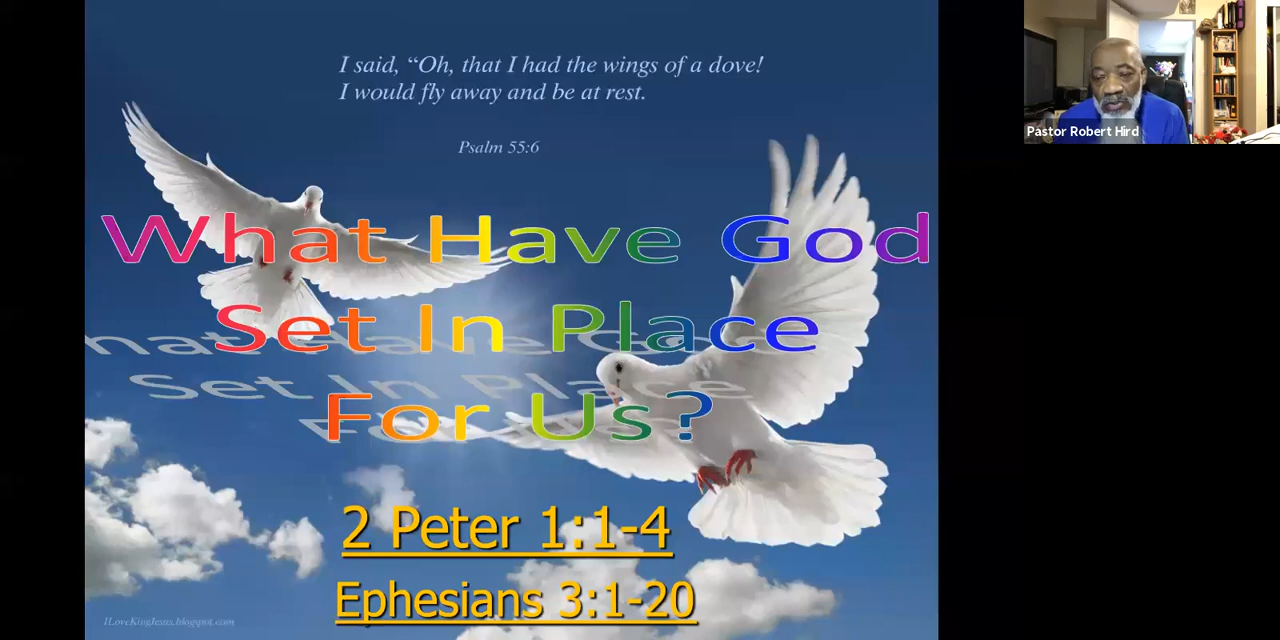 I said, “Oh, that I had the wings of a dove!
I would fly away and be at rest.
Psalm 55:6
Pastor Robert Hird
What Have God
Set In Place
For Us?
2 Peter 1:1-4
Ephesians 3:1-20
ILoveKingJesus.blogspot.com